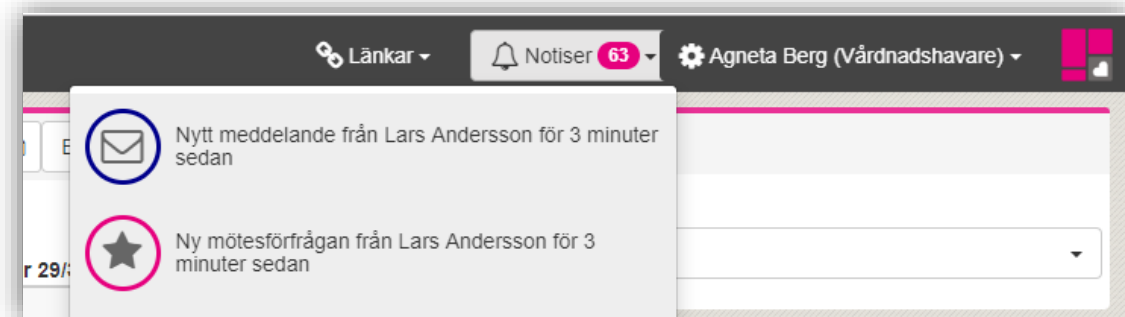 Länkar
Notiser 63
Agneta Berg (Vårdnadshavare)
Nytt meddelande från Lars Andersson för 3 minuter
sedan
Ny mötesförfrågan från Lars Andersson för 3
minuter sedan
r 29/